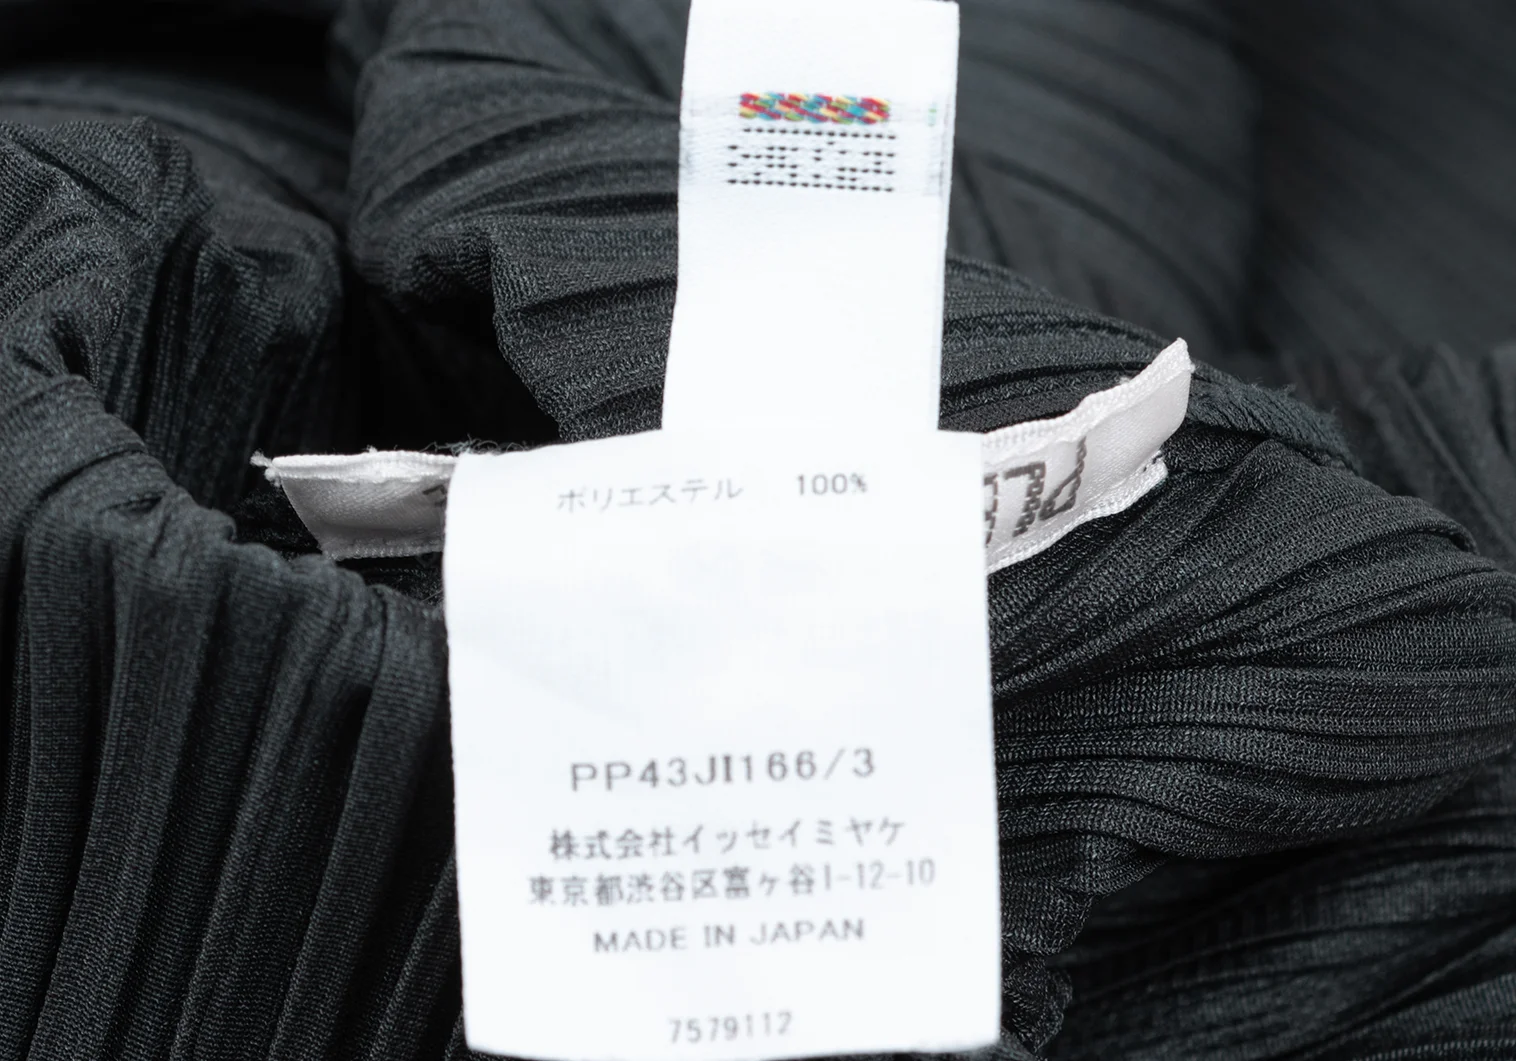 ポリエステル 100%
PP43JI166/3
株式会社イッセイミヤケ
東京都渋谷区富ヶ谷1-12-10
MADE IN JAPAN
7579112